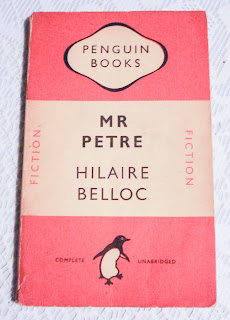 PENGUIN
BOOKS
MR
PETRE
HILAIRE
BELLOC
FICTION
FICTION
COMPLETE
UNABRIDGED